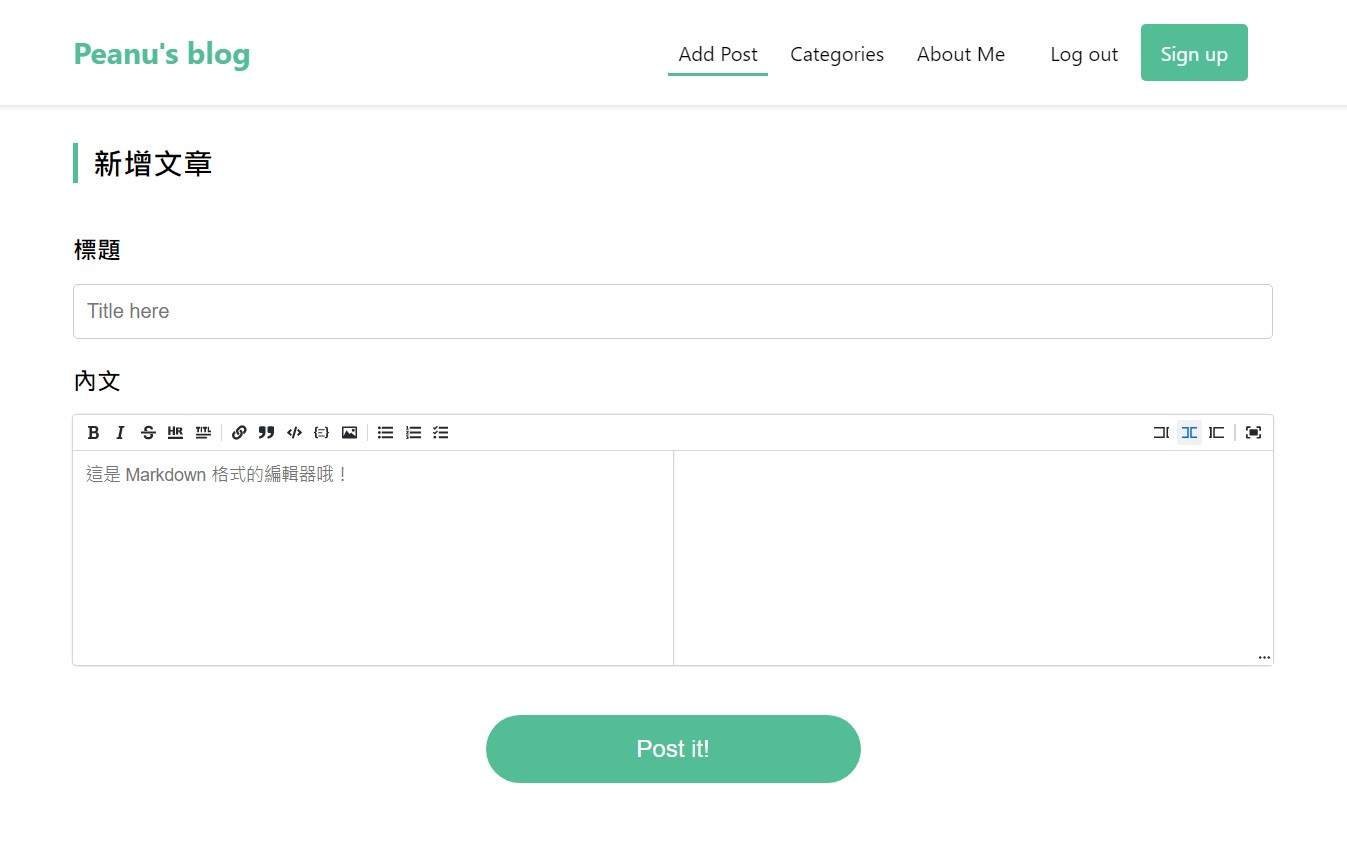 Peanu's blog
Add Post Categories About Me Log out Sign up
新增文章
標題
Title here
內文
B I S HR TITL
這是 Markdown 格式的編輯器哦！
Post it!